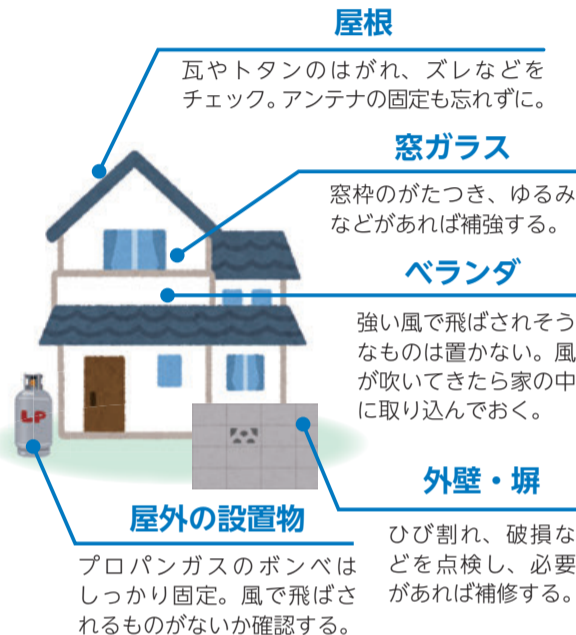 屋根
瓦やトタンのはがれ、ズレなどを
チェック。アンテナの固定も忘れずに。
窓ガラス
窓枠のがたつき、ゆるみ
などがあれば補強する。
ベランダ
強い風で飛ばされそう
なものは置かない。風
が吹いてきたら家の中
に取り込んでおく。
LP
外壁・塀
ひび割れ、破損な
どを点検し、必要
があれば補修する。
屋外の設置物
プロパンガスのボンベは
しっかり固定。風で飛ばさ
れるものがないか確認する。